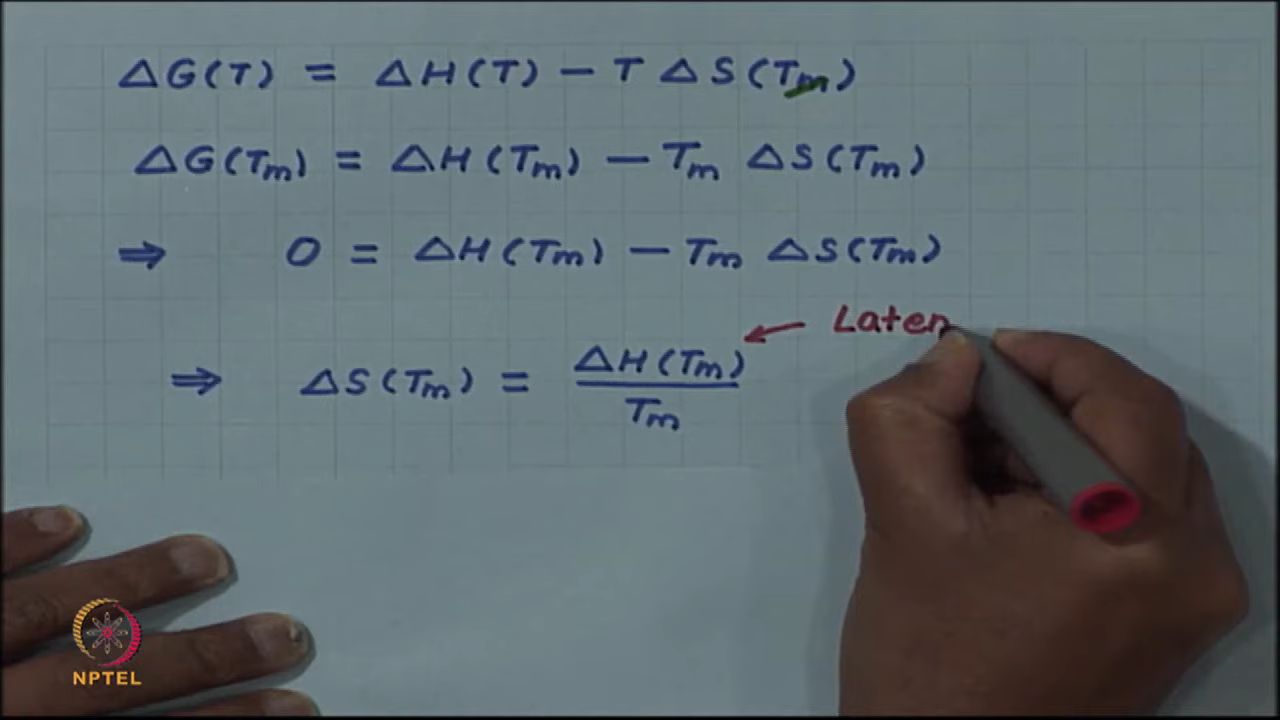 ΔG(T) = ΔH(T) − T ΔS(Tm)
ΔG(Tm) = ΔH(Tm) − Tm ΔS(Tm)
⇒ 0 = ΔH(Tm) − Tm ΔS(Tm)
Laten
⇒ ΔS(Tm) = ΔH(Tm) / Tm
NPTEL